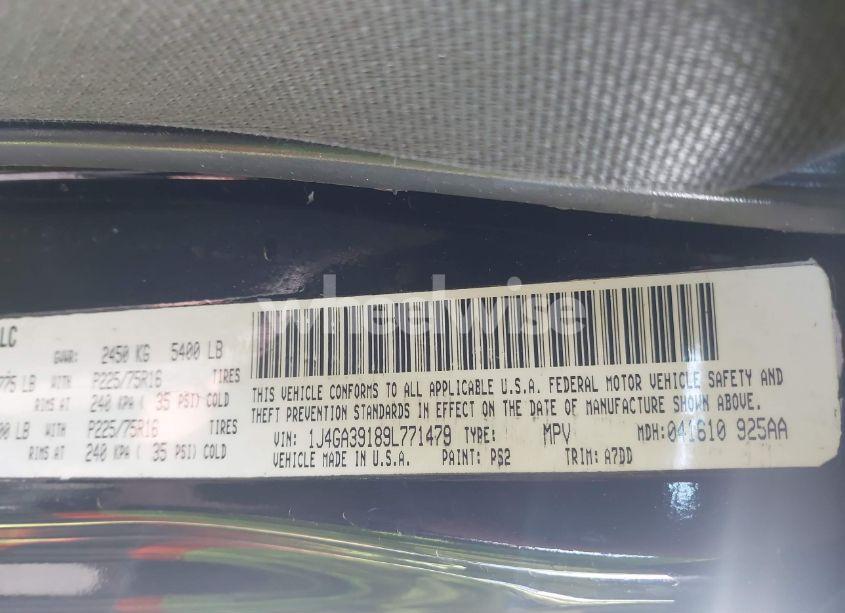 LC
GVWR: 2450 KG 5400 LB
775 LB WITH P225/75R16 TIRES
RIMS AT 240 KPA ( 35 PSI) COLD
00 LB WITH P225/75R16 TIRES
RIMS AT 240 KPA ( 35 PSI) COLD
wheelwise
THIS VEHICLE CONFORMS TO ALL APPLICABLE U.S.A. FEDERAL MOTOR VEHICLE SAFETY AND
THEFT PREVENTION STANDARDS IN EFFECT ON THE DATE OF MANUFACTURE SHOWN ABOVE.
VIN: 1J4GA39189L771479 TYPE: MPV MDH: 041610 925AA
VEHICLE MADE IN U.S.A. PAINT: PS2 TRIM: A7DD